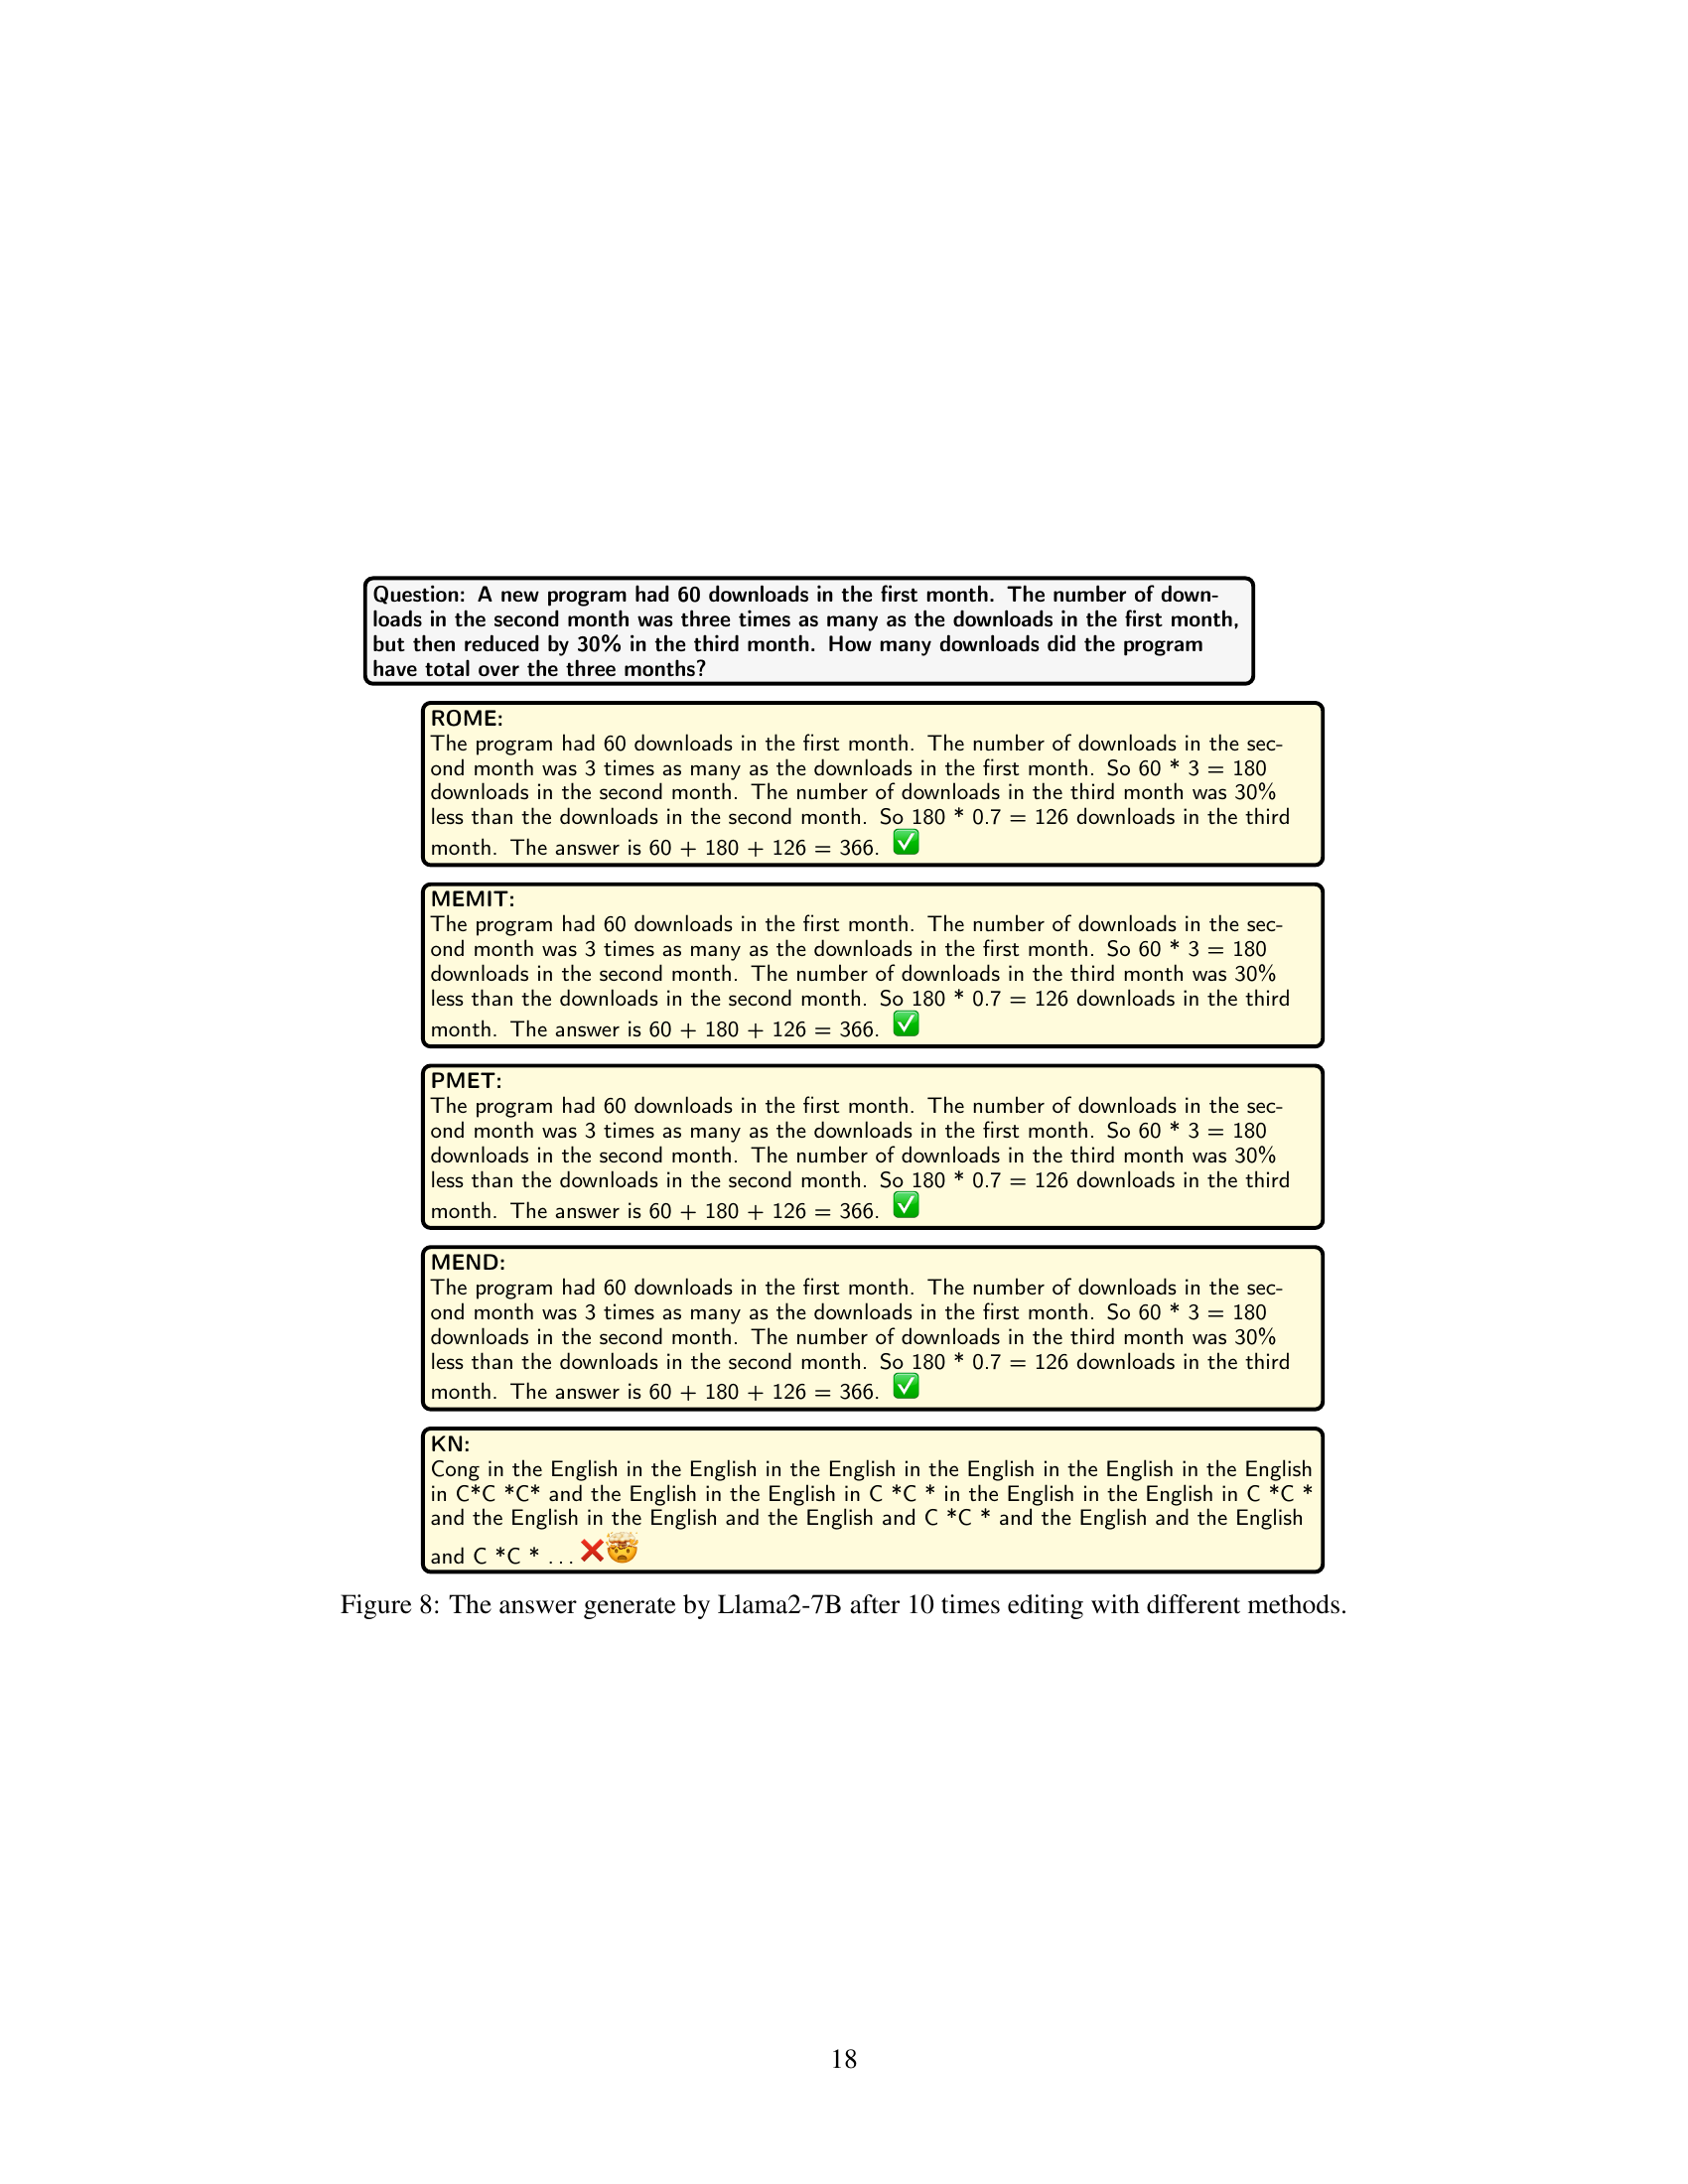 Question: A new program had 60 downloads in the first month. The number of down-
loads in the second month was three times as many as the downloads in the first month,
but then reduced by 30% in the third month. How many downloads did the program
have total over the three months?
ROME:
The program had 60 downloads in the first month. The number of downloads in the sec-
ond month was 3 times as many as the downloads in the first month. So 60 * 3 = 180
downloads in the second month. The number of downloads in the third month was 30%
less than the downloads in the second month. So 180 * 0.7 = 126 downloads in the third
month. The answer is 60 + 180 + 126 = 366. ✅
MEMIT:
The program had 60 downloads in the first month. The number of downloads in the sec-
ond month was 3 times as many as the downloads in the first month. So 60 * 3 = 180
downloads in the second month. The number of downloads in the third month was 30%
less than the downloads in the second month. So 180 * 0.7 = 126 downloads in the third
month. The answer is 60 + 180 + 126 = 366. ✅
PMET:
The program had 60 downloads in the first month. The number of downloads in the sec-
ond month was 3 times as many as the downloads in the first month. So 60 * 3 = 180
downloads in the second month. The number of downloads in the third month was 30%
less than the downloads in the second month. So 180 * 0.7 = 126 downloads in the third
month. The answer is 60 + 180 + 126 = 366. ✅
MEND:
The program had 60 downloads in the first month. The number of downloads in the sec-
ond month was 3 times as many as the downloads in the first month. So 60 * 3 = 180
downloads in the second month. The number of downloads in the third month was 30%
less than the downloads in the second month. So 180 * 0.7 = 126 downloads in the third
month. The answer is 60 + 180 + 126 = 366. ✅
KN:
Cong in the English in the English in the English in the English in the English in the English
in C*C *C* and the English in the English in C *C * in the English in the English in C *C *
and the English in the English and the English and C *C * and the English and the English
and C *C * ... ❌🤯
Figure 8: The answer generate by Llama2-7B after 10 times editing with different methods.
18